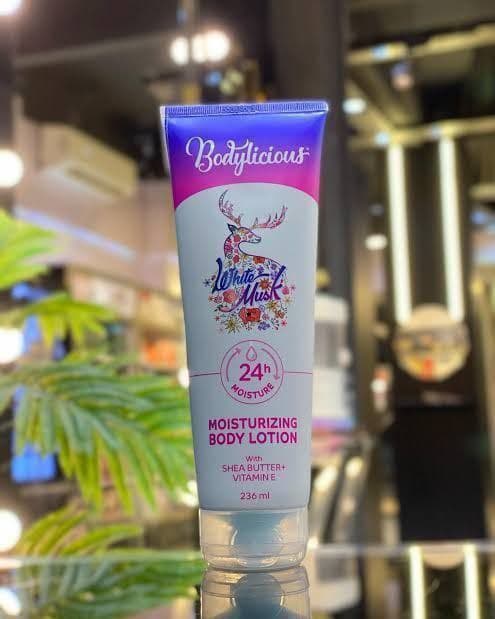 Bodylicious
White
Musk
24h
MOISTURE
MOISTURIZING
BODY LOTION
With
SHEA BUTTER+
VITAMIN E
236 ml